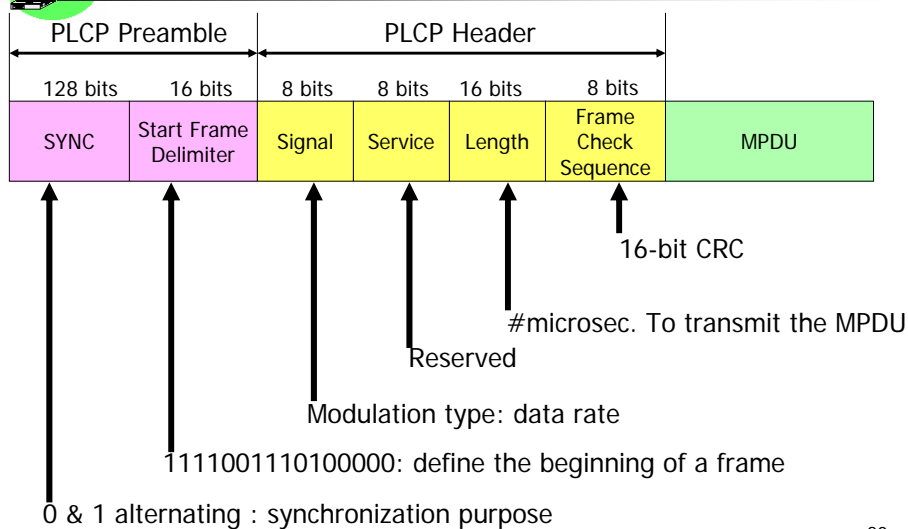 PLCP Preamble PLCP Header
128 bits 16 bits 8 bits 8 bits 16 bits 8 bits
SYNC
Start Frame
Delimiter
Signal
Service
Length
Frame
Check
Sequence
MPDU
16-bit CRC
#microsec. To transmit the MPDU
Reserved
Modulation type: data rate
1111001110100000: define the beginning of a frame
0 & 1 alternating : synchronization purpose